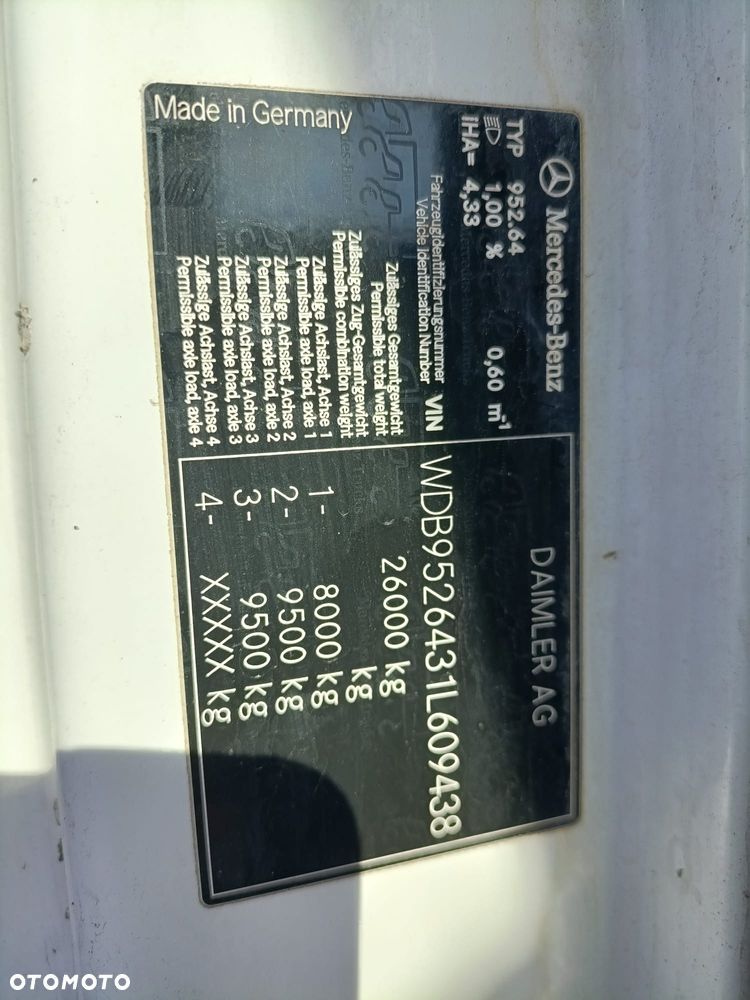 Mercedes-Benz DAIMLER AG
TYP 952.64
1,00 % 0,60 m⁻¹
IHA= 4,33
Fahrzeugidentifizierungsnummer
Vehicle Identification Number VIN WDB9526431L609438
Zulässiges Gesamtgewicht
Permissible total weight 26000 kg
Zulässiges Zug-Gesamtgewicht
Permissible combination weight kg
Zulässige Achslast, Achse 1
Permissible axle load, axle 1 1- 8000 kg
Zulässige Achslast, Achse 2
Permissible axle load, axle 2 2- 9500 kg
Zulässige Achslast, Achse 3
Permissible axle load, axle 3 3- 9500 kg
Zulässige Achslast, Achse 4
Permissible axle load, axle 4 4- XXXXX kg
Made in Germany
OTOMOTO